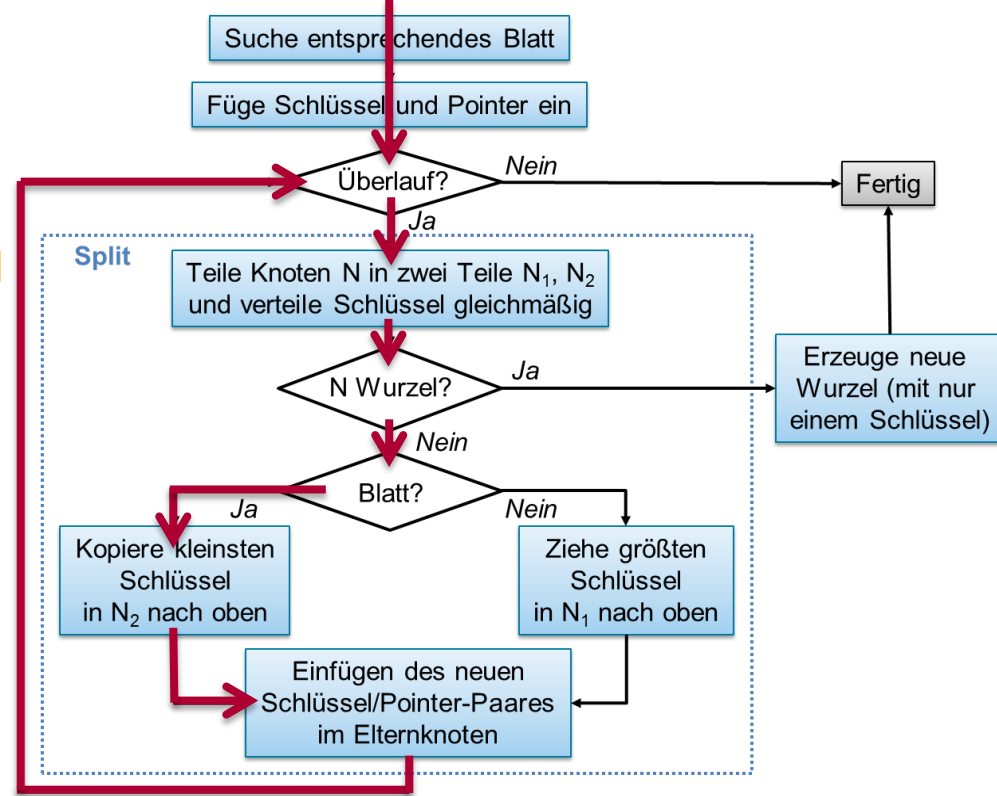 Suche entsprechendes Blatt
Füge Schlüssel und Pointer ein
Überlauf?
Nein
Fertig
Ja
Split
Teile Knoten N in zwei Teile N₁, N₂
und verteile Schlüssel gleichmäßig
N Wurzel?
Ja
Erzeuge neue
Wurzel (mit nur
einem Schlüssel)
Nein
Blatt?
Ja
Nein
Kopiere kleinsten
Schlüssel
in N₂ nach oben
Ziehe größten
Schlüssel
in N₁ nach oben
Einfügen des neuen
Schlüssel/Pointer-Paares
im Elternknoten